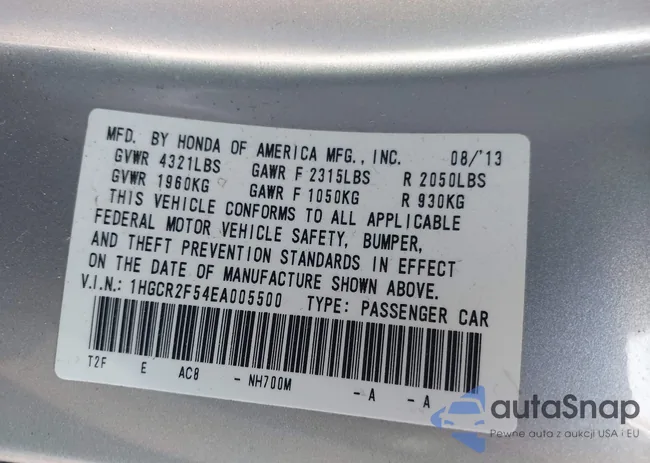 MFD. BY HONDA OF AMERICA MFG., INC. 08/'13
GVWR 4321LBS GAWR F 2315LBS R 2050LBS
GVWR 1960KG GAWR F 1050KG R 930KG
THIS VEHICLE CONFORMS TO ALL APPLICABLE
FEDERAL MOTOR VEHICLE SAFETY, BUMPER,
AND THEFT PREVENTION STANDARDS IN EFFECT
ON THE DATE OF MANUFACTURE SHOWN ABOVE.
V.I.N.: 1HGCR2F54EA005500 TYPE: PASSENGER CAR
T2F E AC8 - NH700M - A - A
autaSnap
Pewne auta z aukcji USA i EU